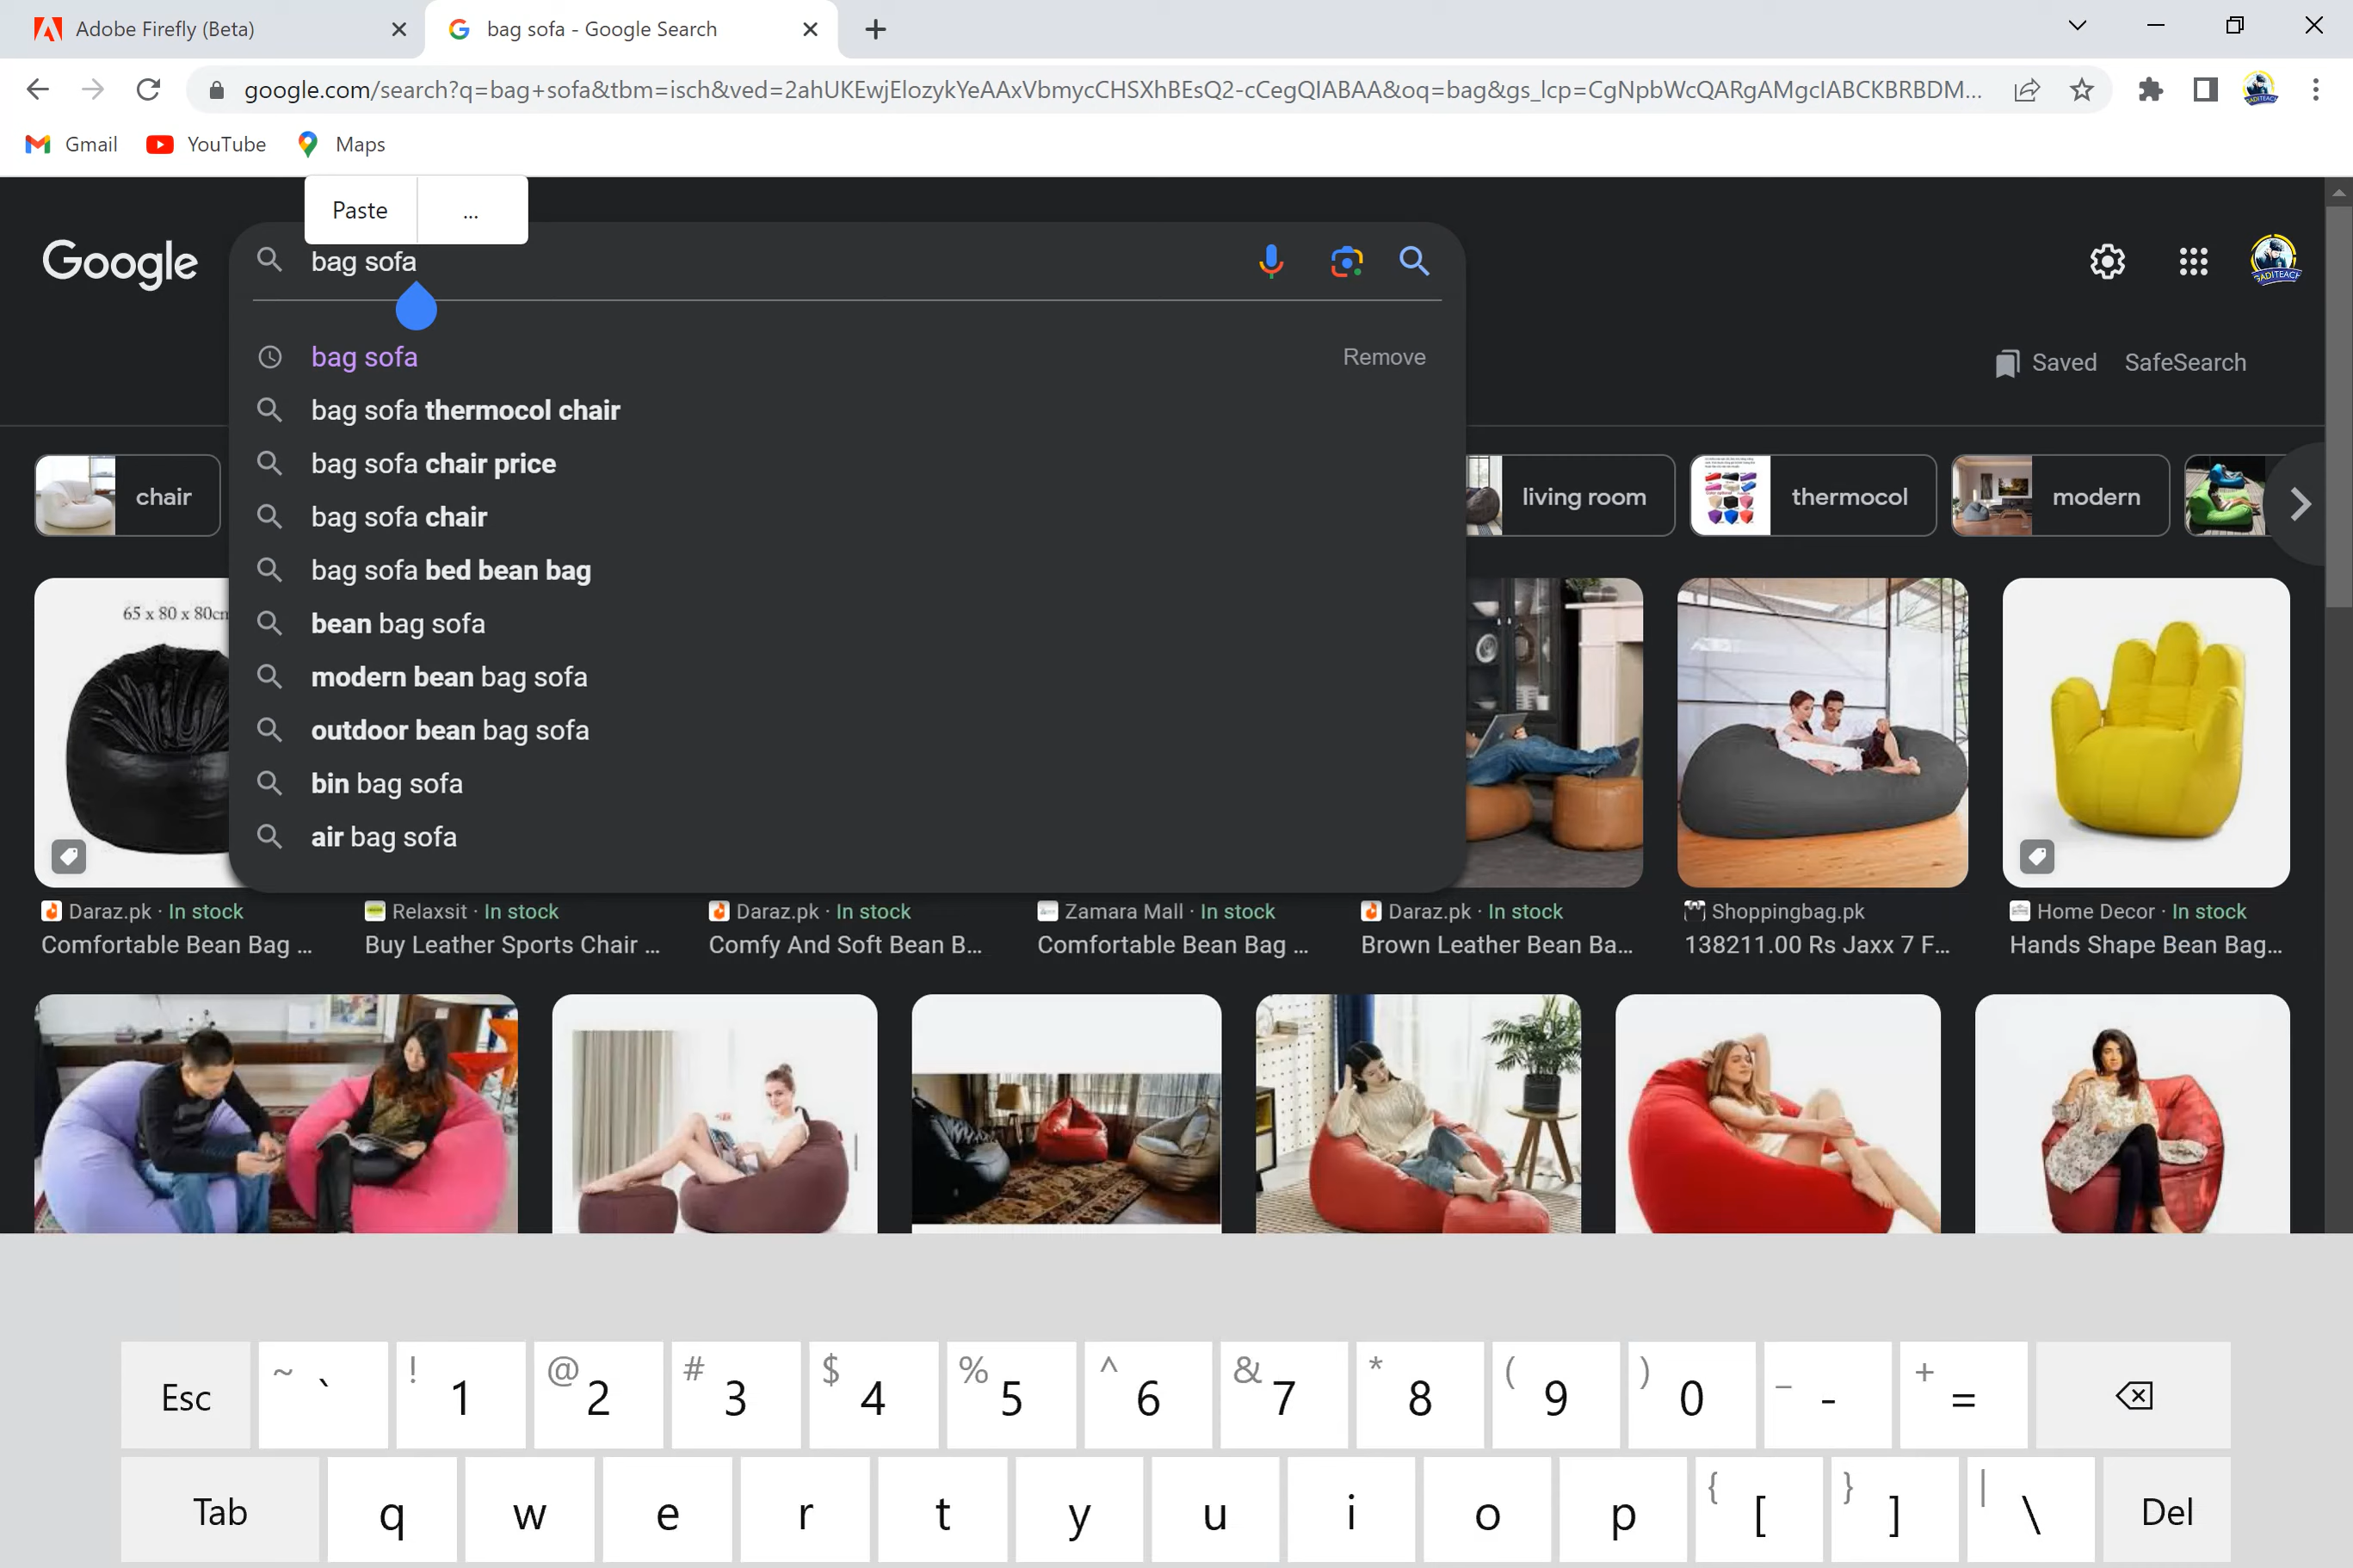 Adobe Firefly (Beta)
bag sofa - Google Search
google.com/search?q=bag+sofa&tbm=isch&ved=2ahUKEwjElozykYeAAxVbmycCHSXhBEsQ2-cCegQIABAA&oq=bag&gs_lcp=CgNpbWcQARgAMgcIABCKBRBDM...
Gmail
YouTube
Maps
Paste
...
Google
bag sofa
bag sofa
Remove
Saved
SafeSearch
bag sofa thermocol chair
bag sofa chair price
chair
bag sofa chair
living room
thermocol
modern
bag sofa bed bean bag
bean bag sofa
65 x 80 x 80cm
modern bean bag sofa
outdoor bean bag sofa
bin bag sofa
air bag sofa
Daraz.pk · In stock
Comfortable Bean Bag ...
Relaxsit · In stock
Buy Leather Sports Chair ...
Daraz.pk · In stock
Comfy And Soft Bean B...
Zamara Mall · In stock
Comfortable Bean Bag ...
Daraz.pk · In stock
Brown Leather Bean Ba...
Shoppingbag.pk
138211.00 Rs Jaxx 7 F...
Home Decor · In stock
Hands Shape Bean Bag...
Esc ~ ` ! 1 @ 2 # 3 $ 4 % 5 ^ 6 & 7 * 8 ( 9 ) 0 _ - + =
Tab q w e r t y u i o p { [ } ] | \ Del